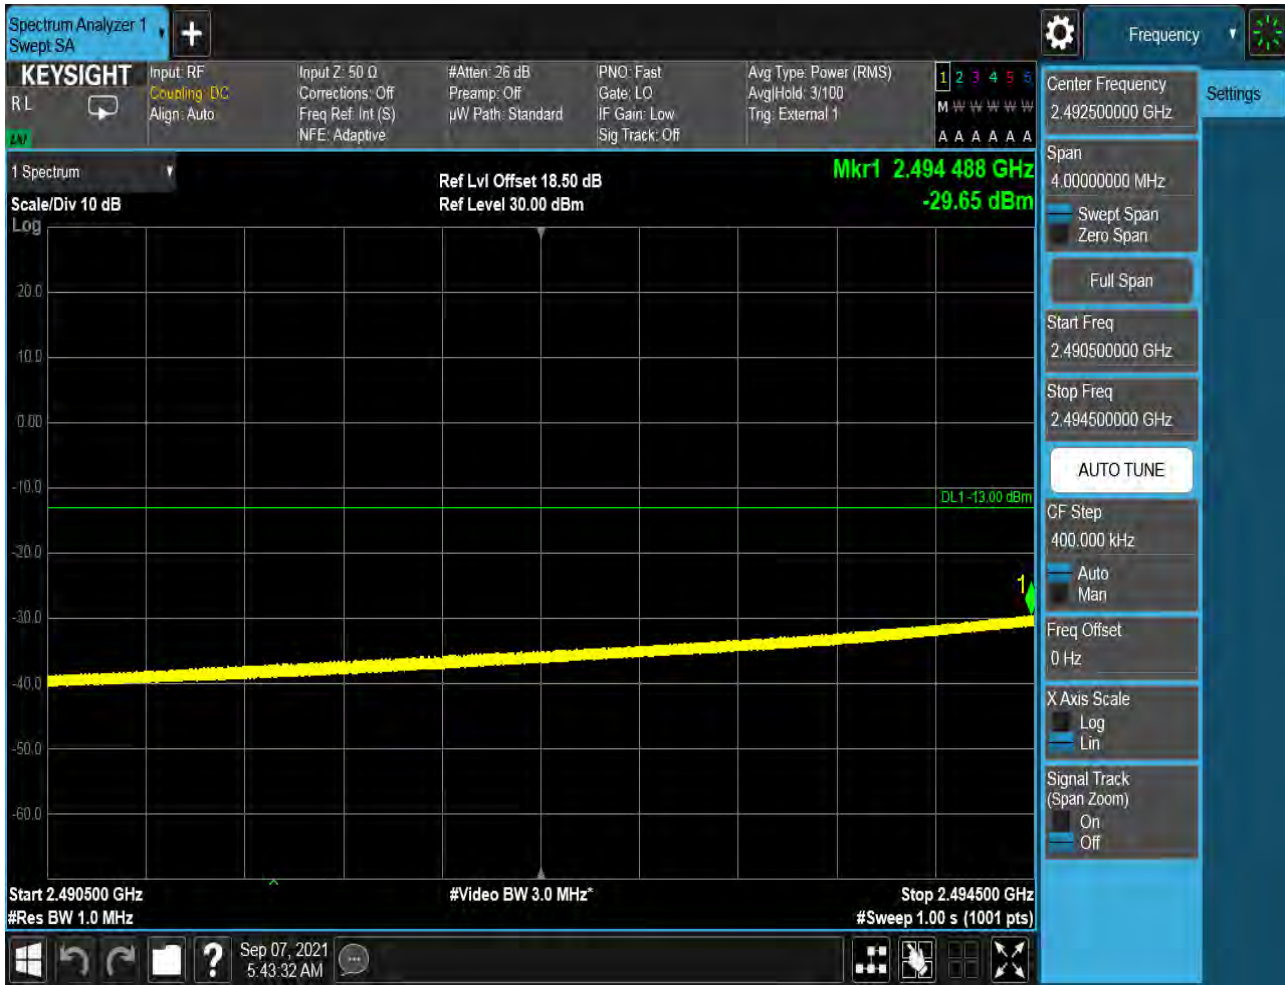 Spectrum Analyzer 1
Swept SA
Frequency
KEYSIGHT
R L
Input: RF
Coupling: DC
Align: Auto
Input Z: 50 Ω
Corrections: Off
Freq Ref: Int (S)
NFE: Adaptive
#Atten: 26 dB
Preamp: Off
µW Path: Standard
PNO: Fast
Gate: LO
IF Gain: Low
Sig Track: Off
Avg Type: Power (RMS)
Avg|Hold: 3/100
Trig: External 1
1 2 3 4 5 6
M W W W W W
A A A A A A
1 Spectrum
Scale/Div 10 dB
Log
Ref Lvl Offset 18.50 dB
Ref Level 30.00 dBm
Mkr1 2.494 488 GHz
-29.65 dBm
20.0
10.0
0.00
-10.0
DL1 -13.00 dBm
-20.0
1
-30.0
-40.0
-50.0
-60.0
Start 2.490500 GHz
#Res BW 1.0 MHz
#Video BW 3.0 MHz*
Stop 2.494500 GHz
#Sweep 1.00 s (1001 pts)
Center Frequency
2.492500000 GHz
Settings
Span
4.00000000 MHz
Swept Span
Zero Span
Full Span
Start Freq
2.490500000 GHz
Stop Freq
2.494500000 GHz
AUTO TUNE
CF Step
400.000 kHz
Auto
Man
Freq Offset
0 Hz
X Axis Scale
Log
Lin
Signal Track
(Span Zoom)
On
Off
?
Sep 07, 2021
5:43:32 AM